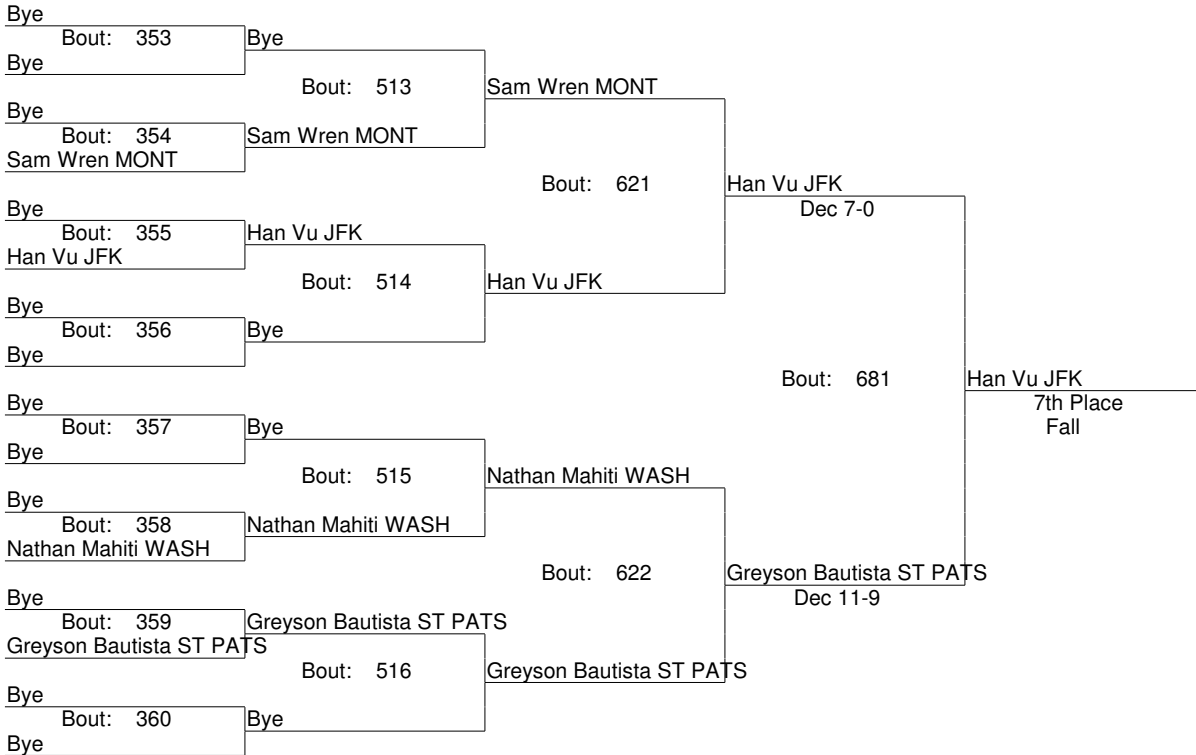 Bye
Bout: 353
Bye
Bye
Bout: 513
Sam Wren MONT
Bye
Bout: 354
Sam Wren MONT
Sam Wren MONT
Bout: 621
Han Vu JFK
Dec 7-0
Bye
Bout: 355
Han Vu JFK
Han Vu JFK
Bout: 514
Han Vu JFK
Bye
Bout: 356
Bye
Bye
Bout: 681
Han Vu JFK
7th Place
Fall
Bye
Bout: 357
Bye
Bye
Bout: 515
Nathan Mahiti WASH
Bye
Bout: 358
Nathan Mahiti WASH
Nathan Mahiti WASH
Bout: 622
Greyson Bautista ST PATS
Dec 11-9
Bye
Bout: 359
Greyson Bautista ST PATS
Greyson Bautista ST PATS
Bout: 516
Greyson Bautista ST PATS
Bye
Bout: 360
Bye
Bye